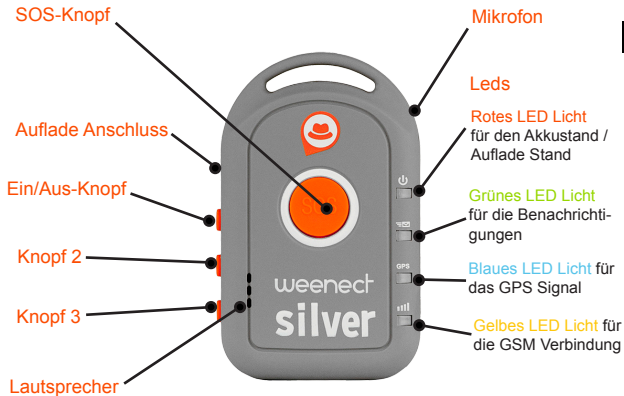 SOS-Knopf
Mikrofon
Leds
Rotes LED Licht
für den Akkustand /
Auflade Stand
Auflade Anschluss
Ein/Aus-Knopf
SOS
Grünes LED Licht
für die Benachrichti-
gungen
Knopf 2
GPS
Blaues LED Licht für
das GPS Signal
weenect
silver
Knopf 3
Gelbes LED Licht für
die GSM Verbindung
Lautsprecher